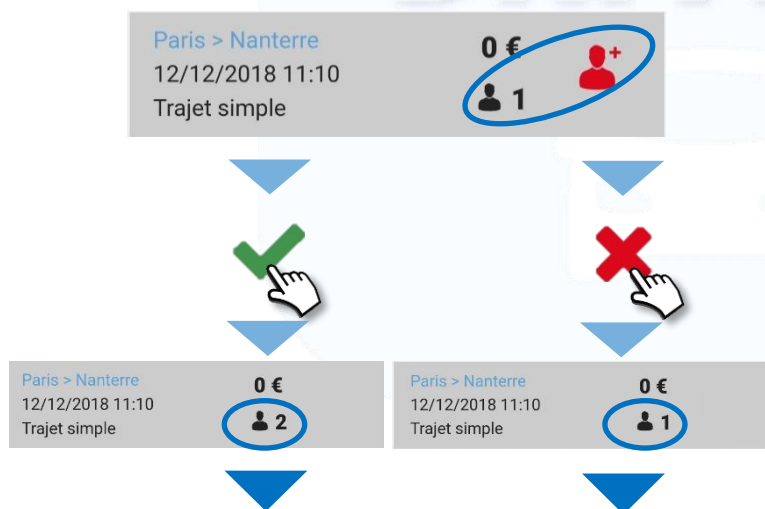 Paris > Nanterre
0 €
12/12/2018 11:10
1
Trajet simple
Paris > Nanterre
0 €
12/12/2018 11:10
2
Trajet simple
Paris > Nanterre
0 €
12/12/2018 11:10
1
Trajet simple